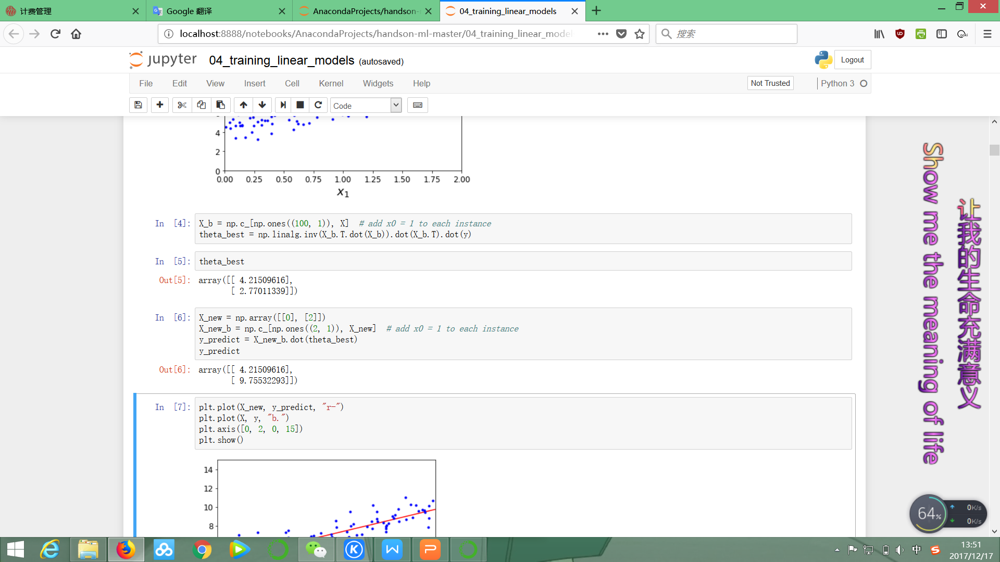 计费管理
Google 翻译
AnacondaProjects/handson-
04_training_linear_models
localhost:8888/notebooks/AnacondaProjects/handson-ml-master/04_training_linear_model
搜索
jupyter
04_training_linear_models (autosaved)
Logout
File Edit View Insert Cell Kernel Widgets Help
Not Trusted
Python 3
Code
4
2
0
0.00 0.25 0.50 0.75 1.00 1.25 1.50 1.75 2.00
x1
In [4]:
X_b = np.c_[np.ones((100, 1)), X]  # add x0 = 1 to each instance
theta_best = np.linalg.inv(X_b.T.dot(X_b)).dot(X_b.T).dot(y)
In [5]:
theta_best
Out[5]:
array([[ 4.21509616],
[ 2.77011339]])
In [6]:
X_new = np.array([[0], [2]])
X_new_b = np.c_[np.ones((2, 1)), X_new]  # add x0 = 1 to each instance
y_predict = X_new_b.dot(theta_best)
y_predict
Out[6]:
array([[ 4.21509616],
[ 9.75532293]])
In [7]:
plt.plot(X_new, y_predict, "r-")
plt.plot(X, y, "b.")
plt.axis([0, 2, 0, 15])
plt.show()
14
12
10
8
让我的生命充满意义
Show me the meaning of life
64%
0K/s
0K/s
中
13:51
2017/12/17